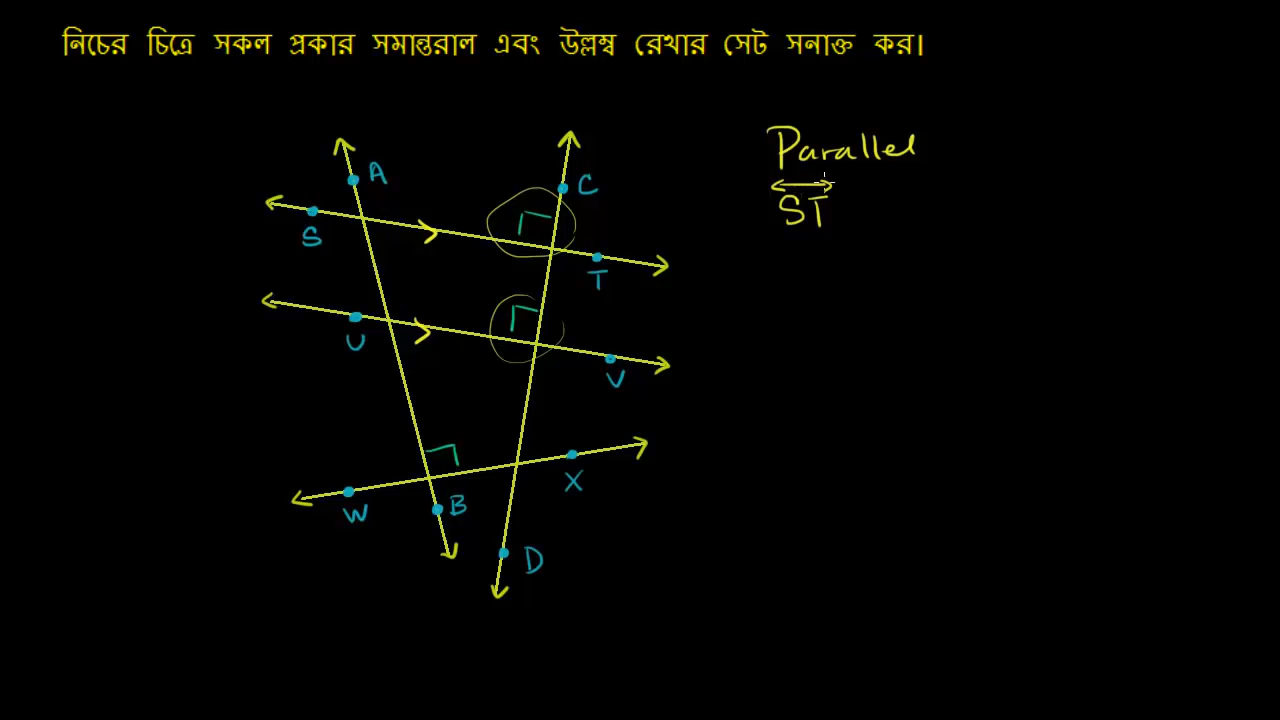 নিচের চিত্রে সকল প্রকার সমান্তরাল এবং উল্লম্ব রেখার সেট সনাক্ত কর।
Parallel
ST
A
C
S
T
U
V
X
W
B
D